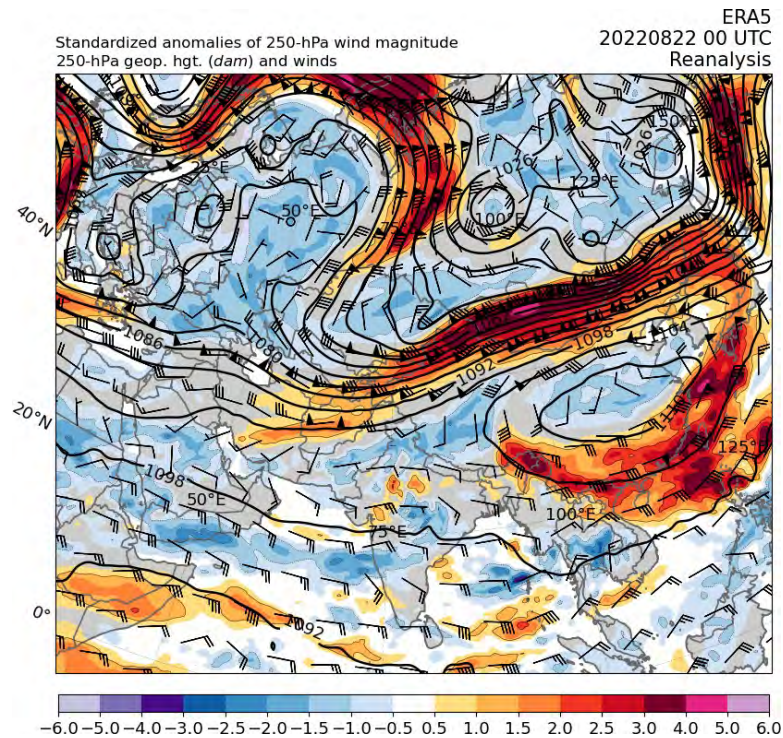 ERA5
20220822 00 UTC
Reanalysis
Standardized anomalies of 250-hPa wind magnitude
250-hPa geop. hgt. (dam) and winds
150°E
1026
1026
125°E
50°E
100°E
40°N
1086
1080
1098
1104
1092
20°N
1110
125°E
1098
50°E
100°E
75°E
0°
1092
−6.0 −5.0 −4.0 −3.0 −2.5 −2.0 −1.5 −1.0 −0.5 0.5 1.0 1.5 2.0 2.5 3.0 4.0 5.0 6.0